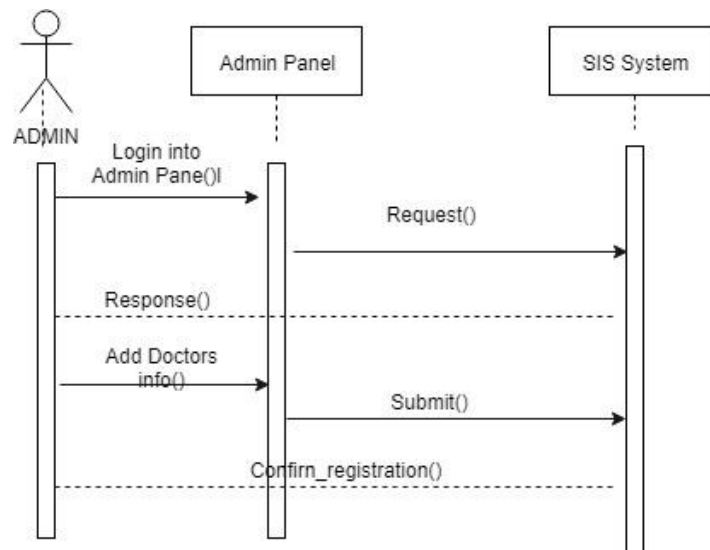 Admin Panel
SIS System
ADMIN
Login into
Admin Pane()l
Request()
Response()
Add Doctors
info()
Submit()
Confirn_registration()